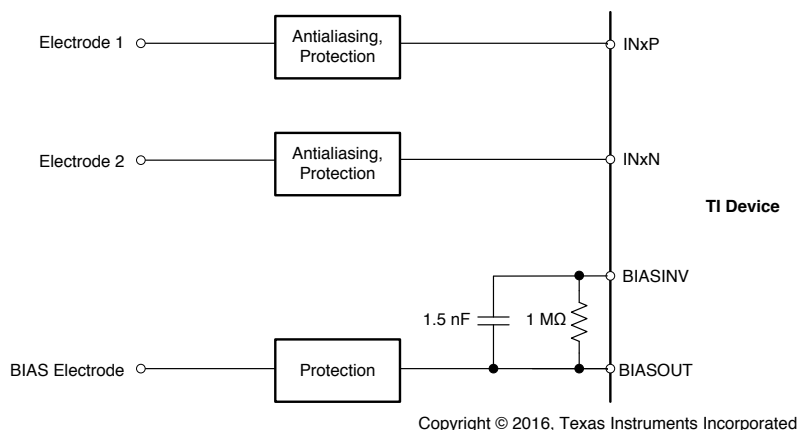 Electrode 1
Antialiasing,
Protection
INxP
Electrode 2
Antialiasing,
Protection
INxN
TI Device
BIASINV
1.5 nF
1 MΩ
BIAS Electrode
Protection
BIASOUT
Copyright © 2016, Texas Instruments Incorporated